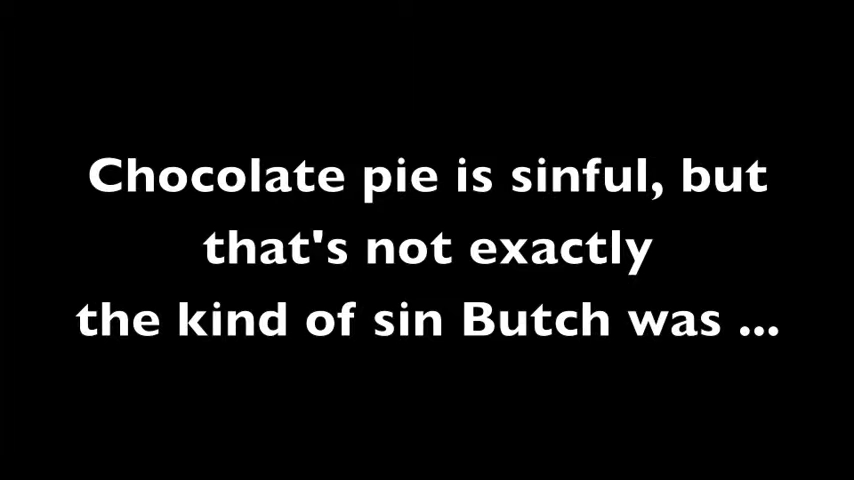 Chocolate pie is sinful, but
that's not exactly
the kind of sin Butch was ...